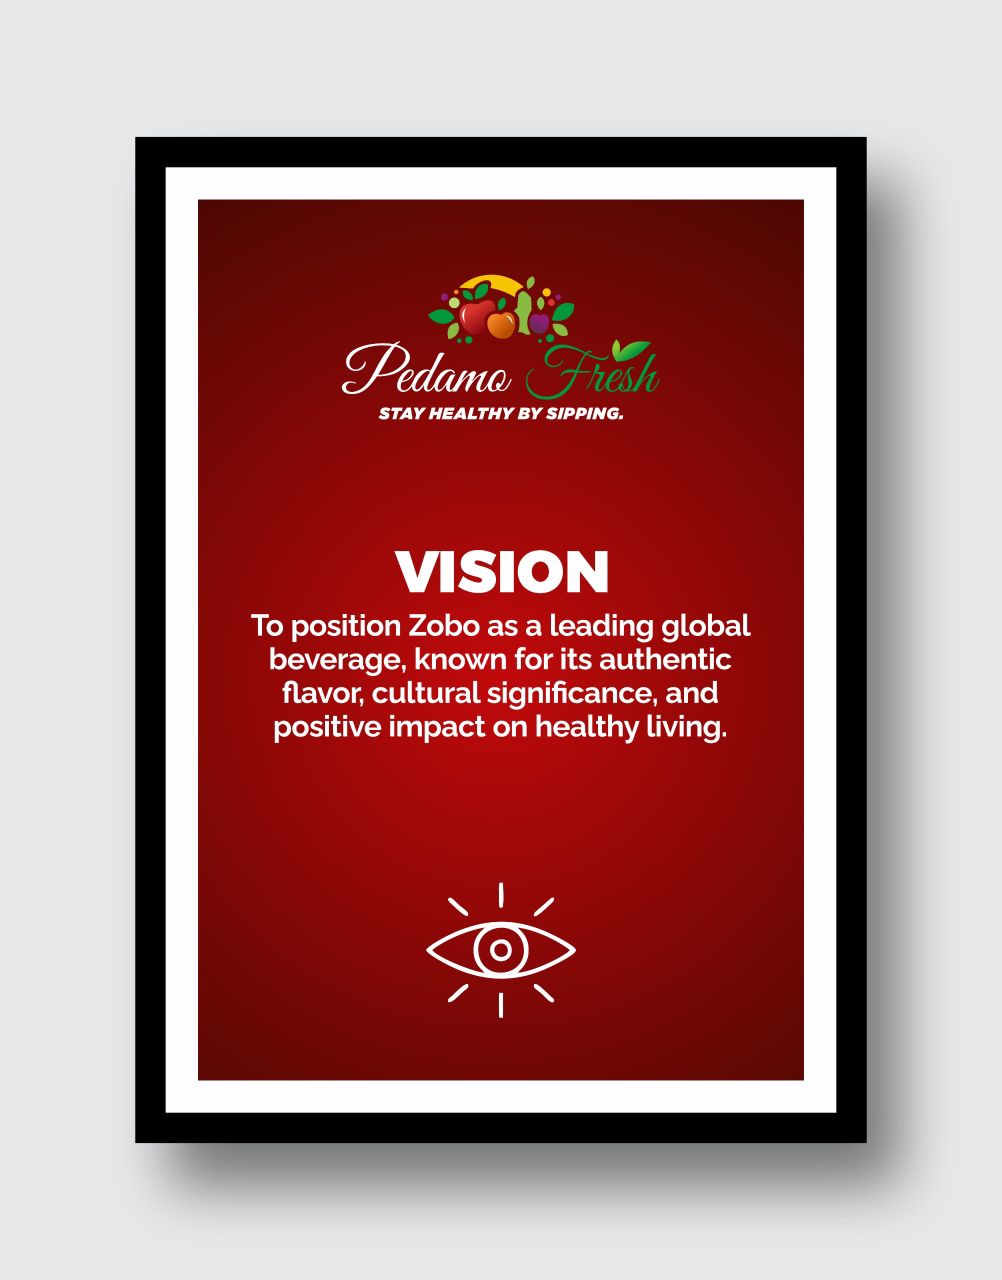 Pedamo Fresh
STAY HEALTHY BY SIPPING.
VISION
To position Zobo as a leading global
beverage, known for its authentic
flavor, cultural significance, and
positive impact on healthy living.